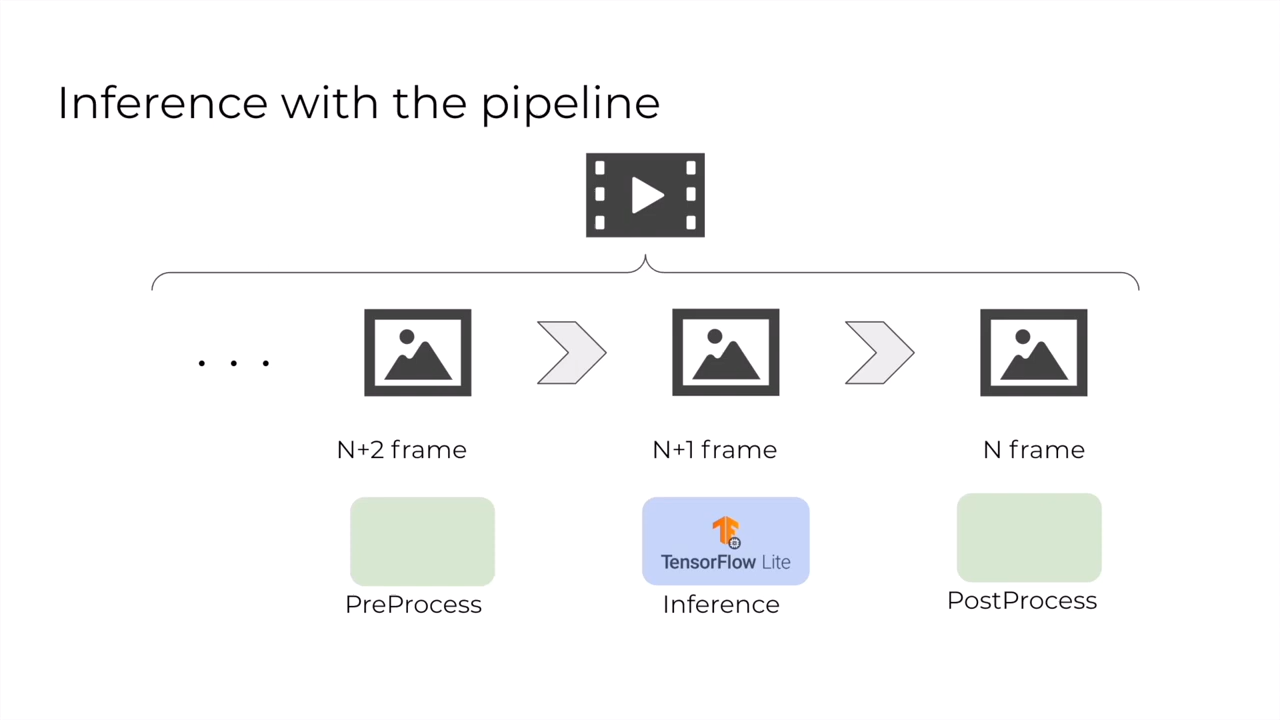 Inference with the pipeline
. . .
N+2 frame
N+1 frame
N frame
TensorFlow Lite
PreProcess
Inference
PostProcess